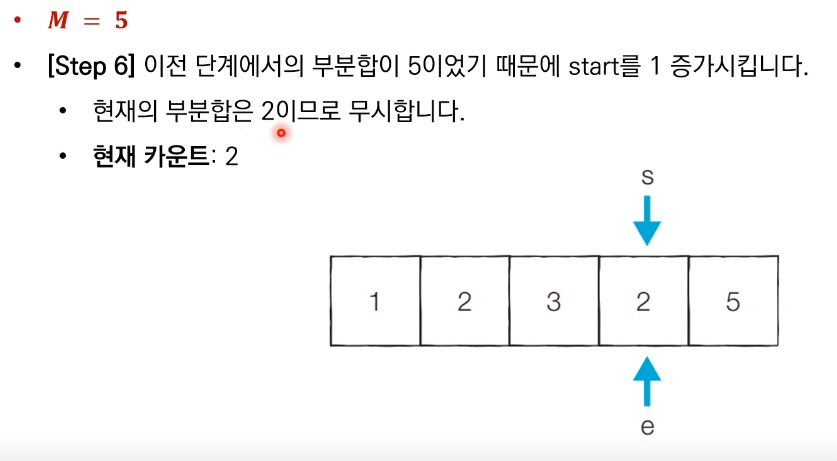 • M = 5
• [Step 6] 이전 단계에서의 부분합이 5이었기 때문에 start를 1 증가시킵니다.
• 현재의 부분합은 2이므로 무시합니다.
• 현재 카운트: 2
s
1 2 3 2 5
e